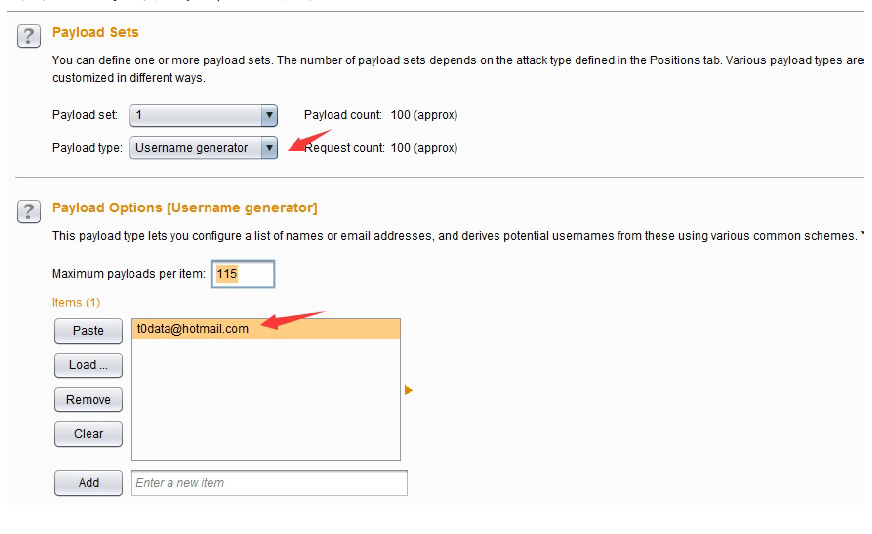 Payload Sets
You can define one or more payload sets. The number of payload sets depends on the attack type defined in the Positions tab. Various payload types are
customized in different ways.
Payload set: 1 Payload count: 100 (approx)
Payload type: Username generator Request count: 100 (approx)
Payload Options [Username generator]
This payload type lets you configure a list of names or email addresses, and derives potential usernames from these using various common schemes.
Maximum payloads per item: 115
Items (1)
Paste t0data@hotmail.com
Load ...
Remove
Clear
Add Enter a new item